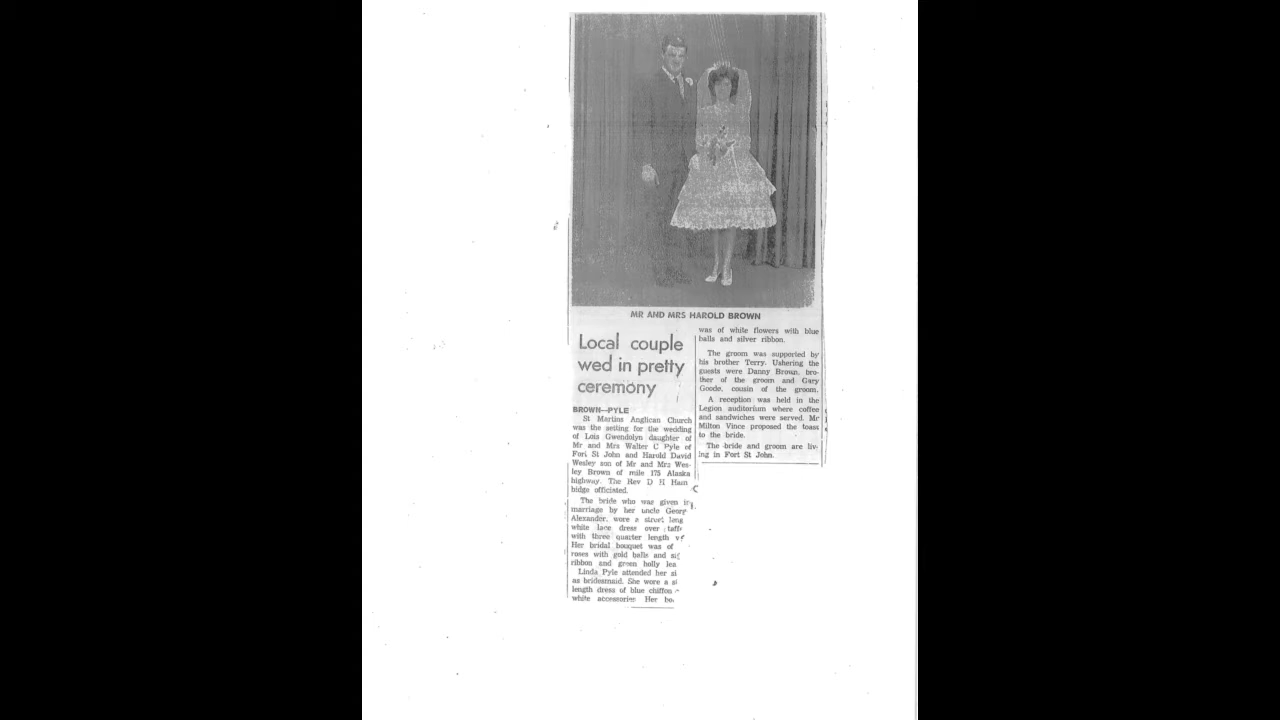 MR AND MRS HAROLD BROWN
Local couple
wed in pretty
ceremony
BROWN—PYLE
St Martins Anglican Church
was the setting for the wedding
of Lois Gwendolyn daughter of
Mr and Mrs Walter C Pyle of
Fort St John and Harold David
Wesley son of Mr and Mrs Wes-
ley Brown of mile 175 Alaska
highway. The Rev D H Ham
bidge officiated.
The bride who was given in
marriage by her uncle George
Alexander, wore a street leng
white lace dress over taffe
with three quarter length
Her bridal bouquet was of
roses with gold balls and
ribbon and green holly lea
Linda Pyle attended her si
as bridesmaid. She wore a
length dress of blue chiffon
white accessories Her bo
was of white flowers with blue
balls and silver ribbon.
The groom was supported by
his brother Terry. Ushering the
guests were Danny Brown, bro-
ther of the groom and Gary
Goode, cousin of the groom.
A reception was held in the
Legion auditorium where coffee
and sandwiches were served. Mr
Milton Vince proposed the toast
to the bride.
The bride and groom are liv-
ing in Fort St John.